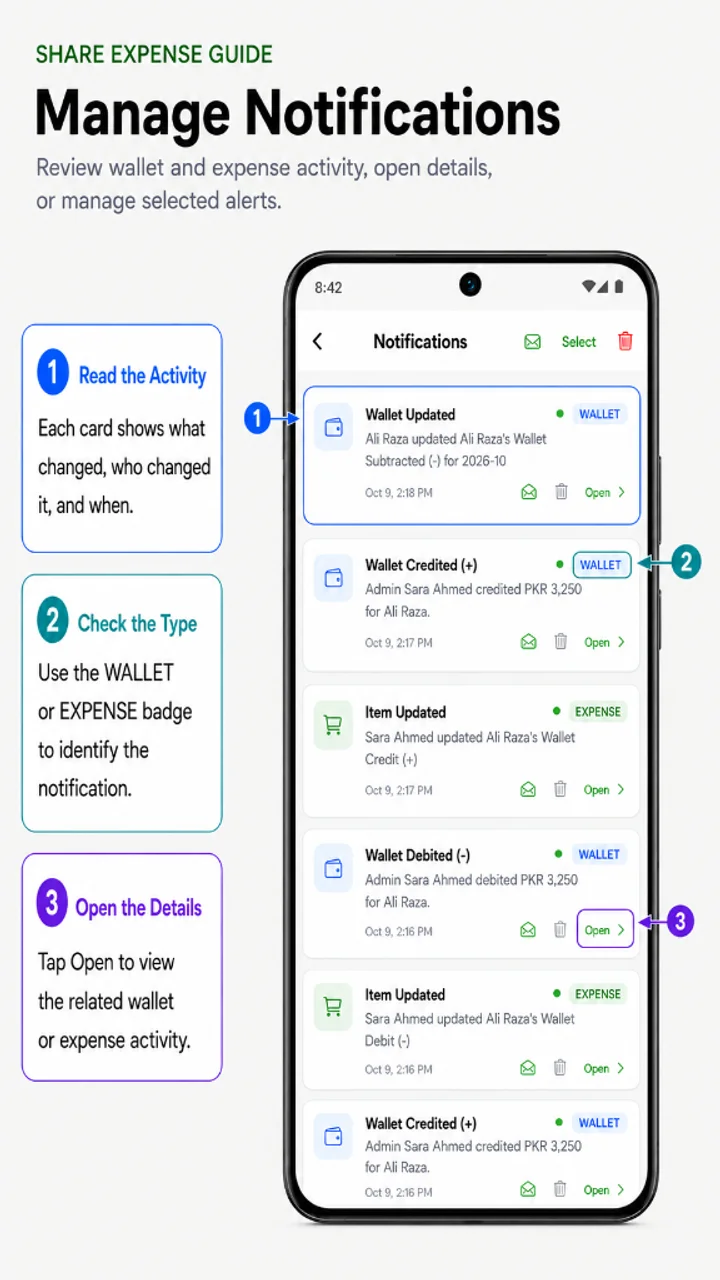 SHARE EXPENSE GUIDE
Manage Notifications
Review wallet and expense activity, open details,
or manage selected alerts.
1 Read the Activity
Each card shows what
changed, who changed
it, and when.
2 Check the Type
Use the WALLET
or EXPENSE badge
to identify the
notification.
3 Open the Details
Tap Open to view
the related wallet
or expense activity.
8:42
Notifications Select
1
Wallet Updated WALLET
Ali Raza updated Ali Raza's Wallet
Subtracted (-) for 2026-10
Oct 9, 2:18 PM Open
Wallet Credited (+) WALLET
2
Admin Sara Ahmed credited PKR 3,250
for Ali Raza.
Oct 9, 2:17 PM Open
Item Updated EXPENSE
Sara Ahmed updated Ali Raza's Wallet
Credit (+)
Oct 9, 2:17 PM Open
Wallet Debited (-) WALLET
Admin Sara Ahmed debited PKR 3,250
for Ali Raza.
Oct 9, 2:16 PM Open
3
Item Updated EXPENSE
Sara Ahmed updated Ali Raza's Wallet
Debit (-)
Oct 9, 2:16 PM Open
Wallet Credited (+) WALLET
Admin Sara Ahmed credited PKR 3,250
for Ali Raza.
Oct 9, 2:16 PM Open